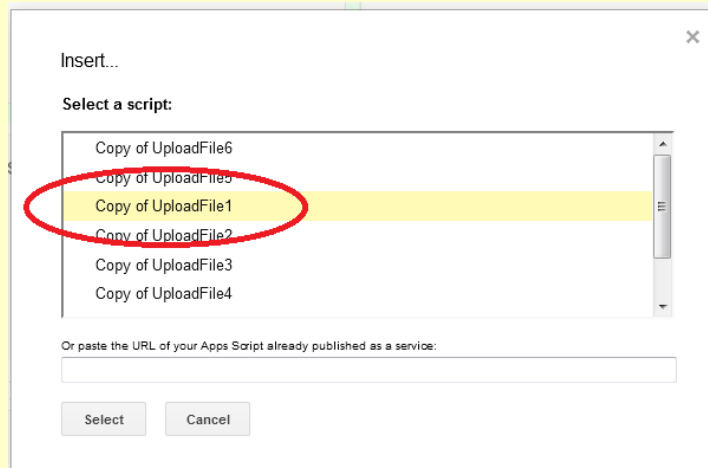 Insert...
Select a script:
Copy of UploadFile6
Copy of UploadFile5
Copy of UploadFile1
Copy of UploadFile2
Copy of UploadFile3
Copy of UploadFile4
Or paste the URL of your Apps Script already published as a service:
Select
Cancel